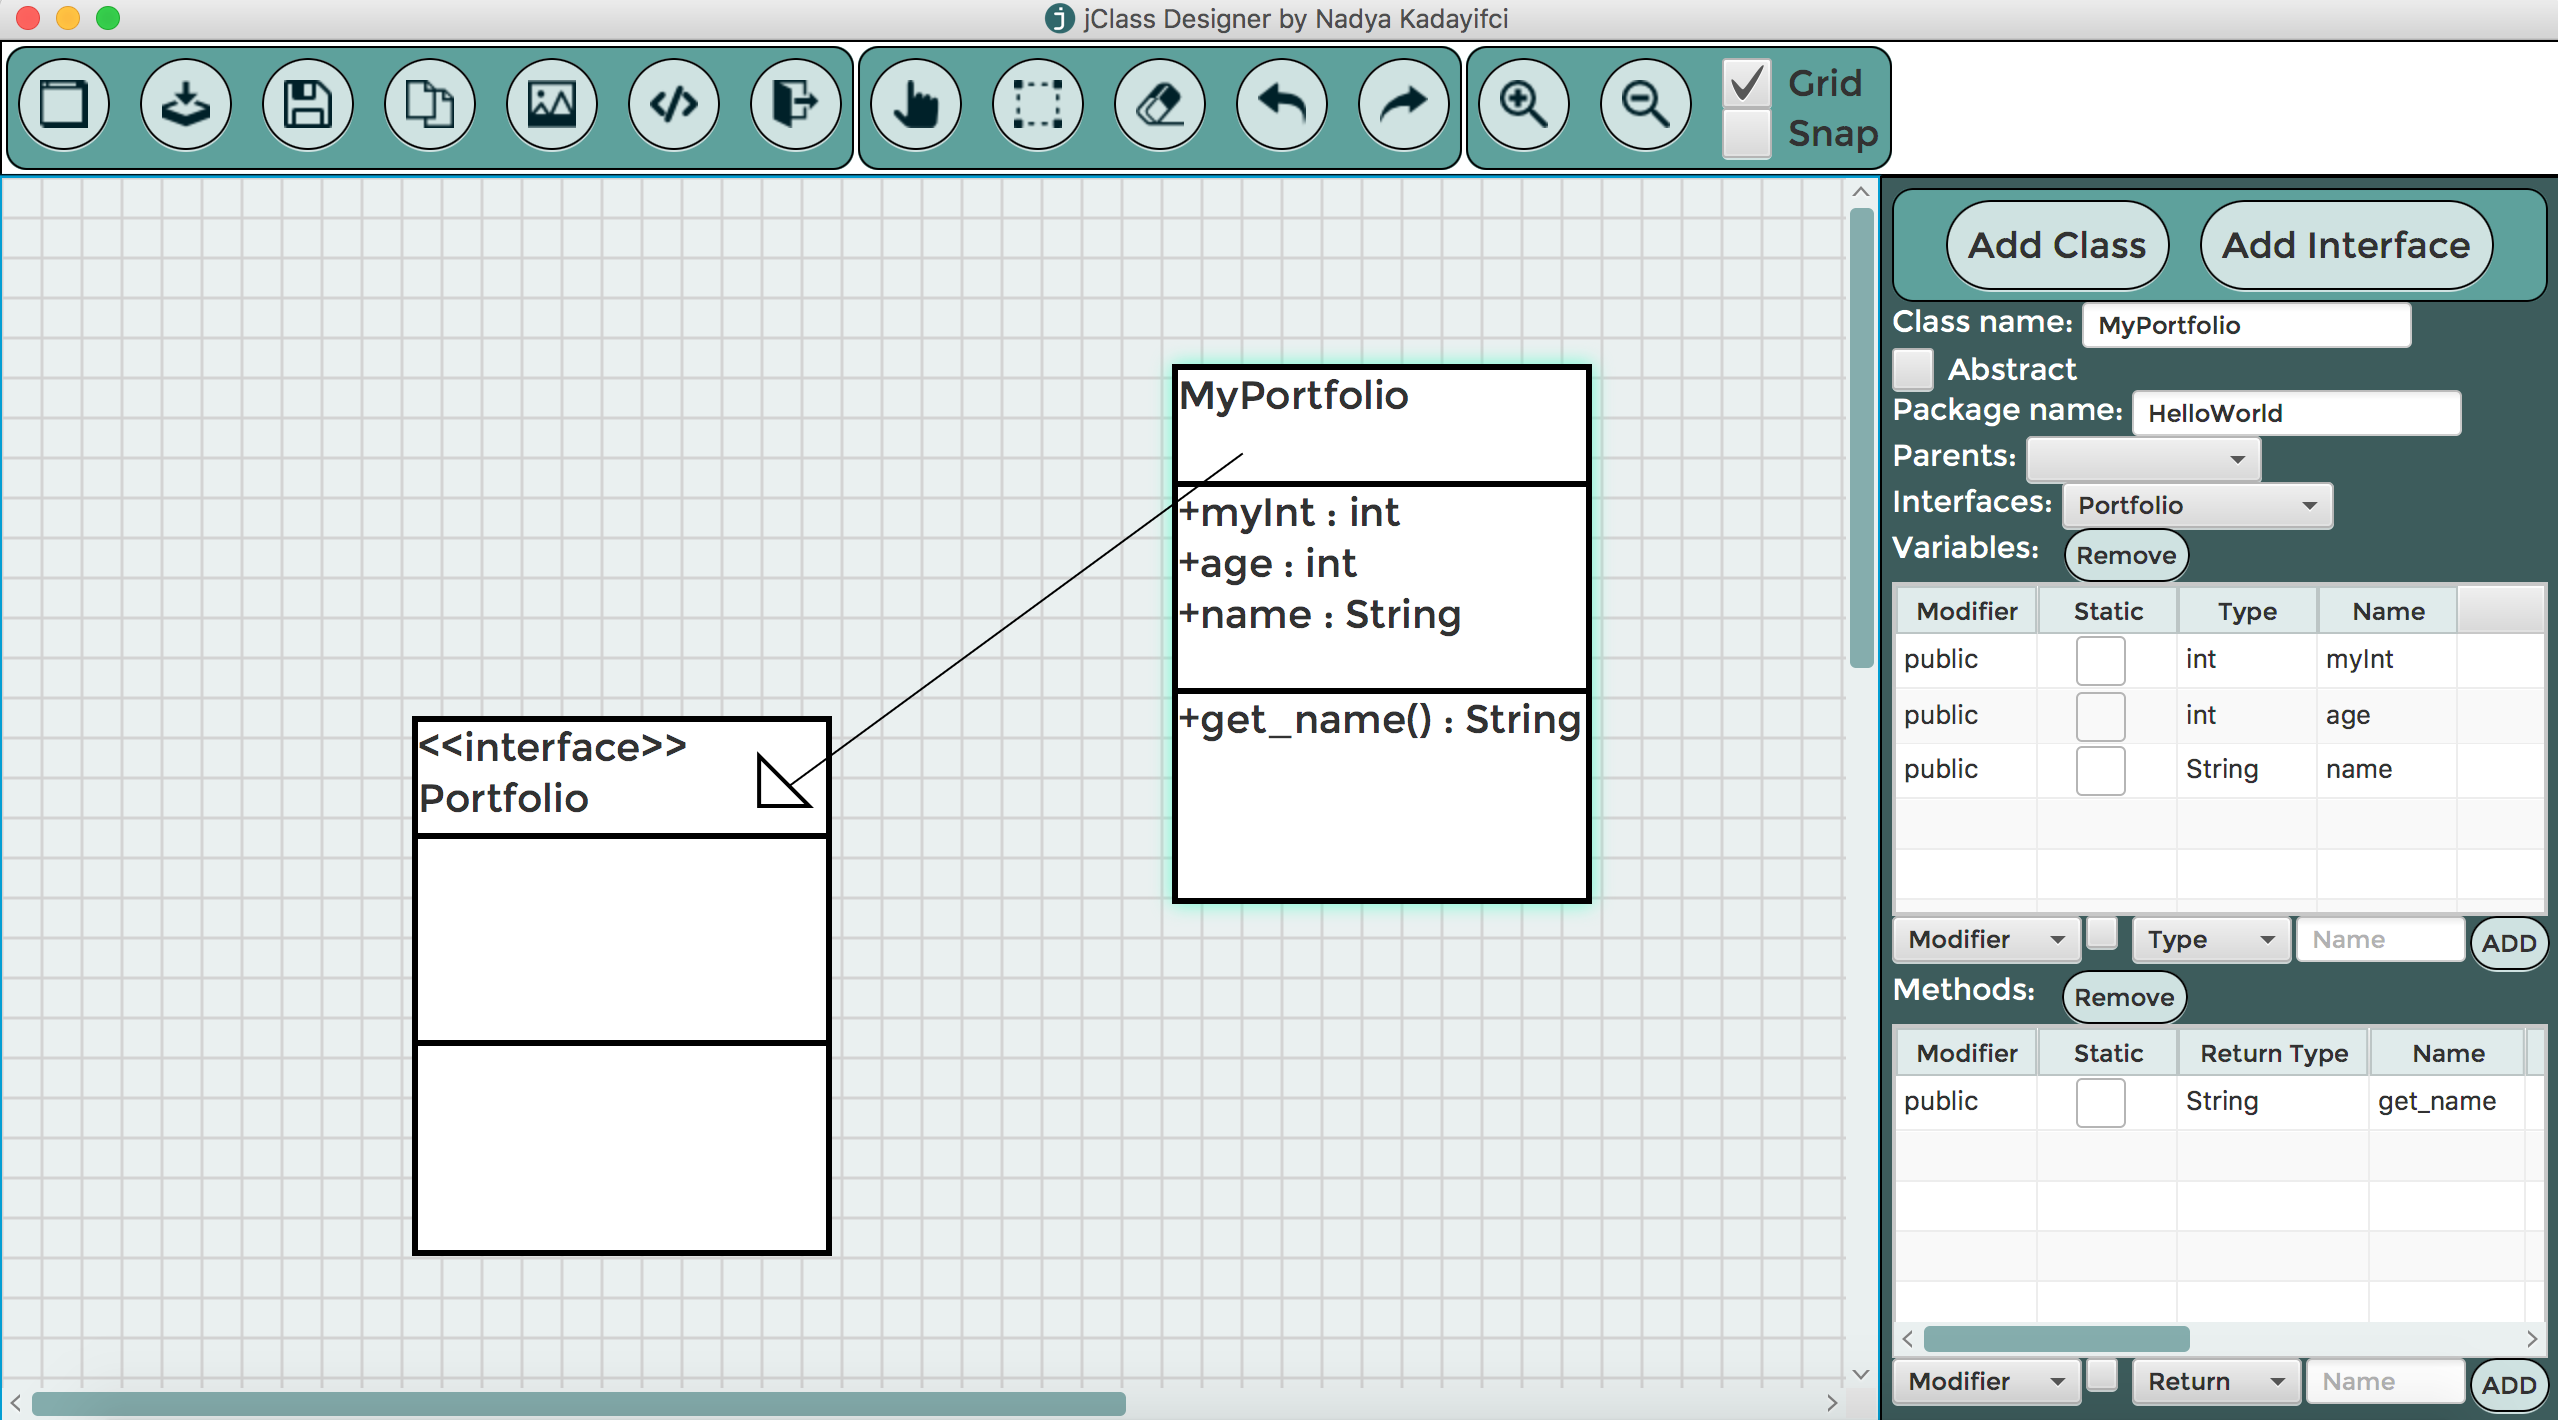 jClass Designer by Nadya Kadayifci
Grid
Snap
MyPortfolio
+myInt : int
+age : int
+name : String
+get_name() : String
<<interface>>
Portfolio
Add Class Add Interface
Class name: MyPortfolio
Abstract
Package name: HelloWorld
Parents:
Interfaces: Portfolio
Variables: Remove
Modifier Static Type Name
public int myInt
public int age
public String name
Modifier Type Name ADD
Methods: Remove
Modifier Static Return Type Name
public String get_name
Modifier Return Name ADD